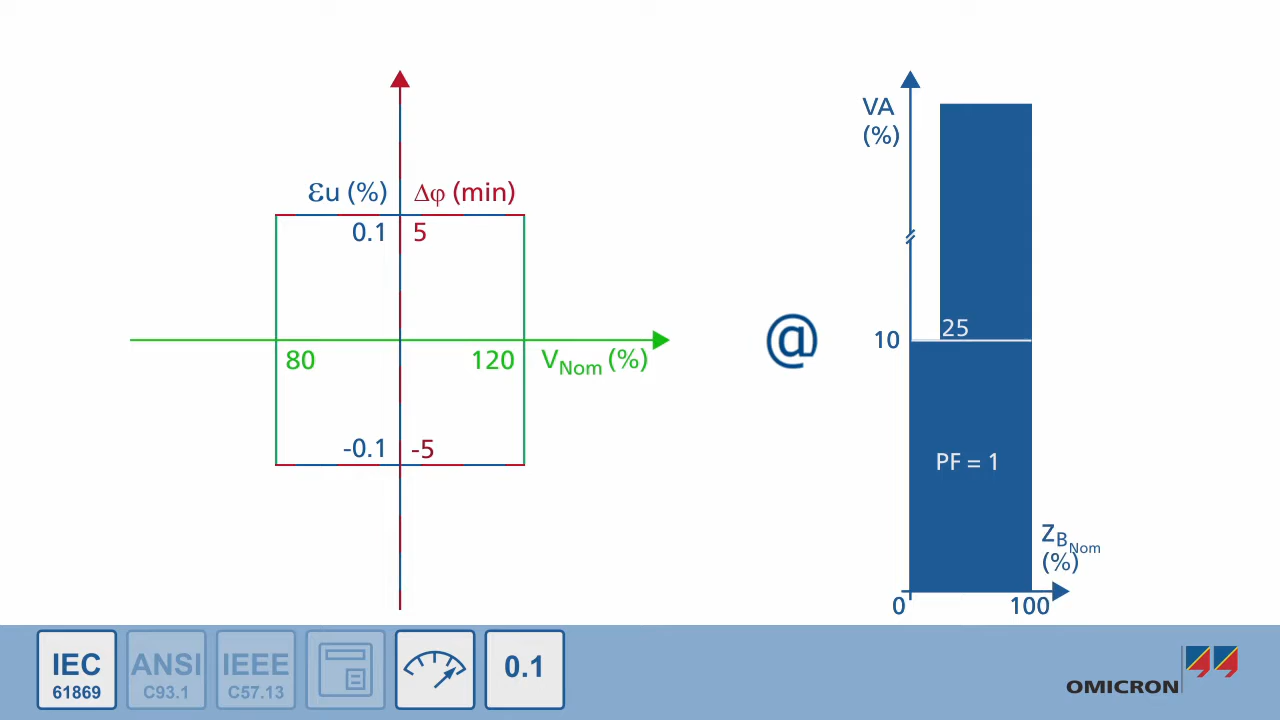 εu (%)
Δφ (min)
0.1
5
80
120
VNom (%)
-0.1
-5
@
VA
(%)
25
10
PF = 1
ZBNom
(%)
0
100
IEC
61869
ANSI
C93.1
IEEE
C57.13
0.1
OMICRON